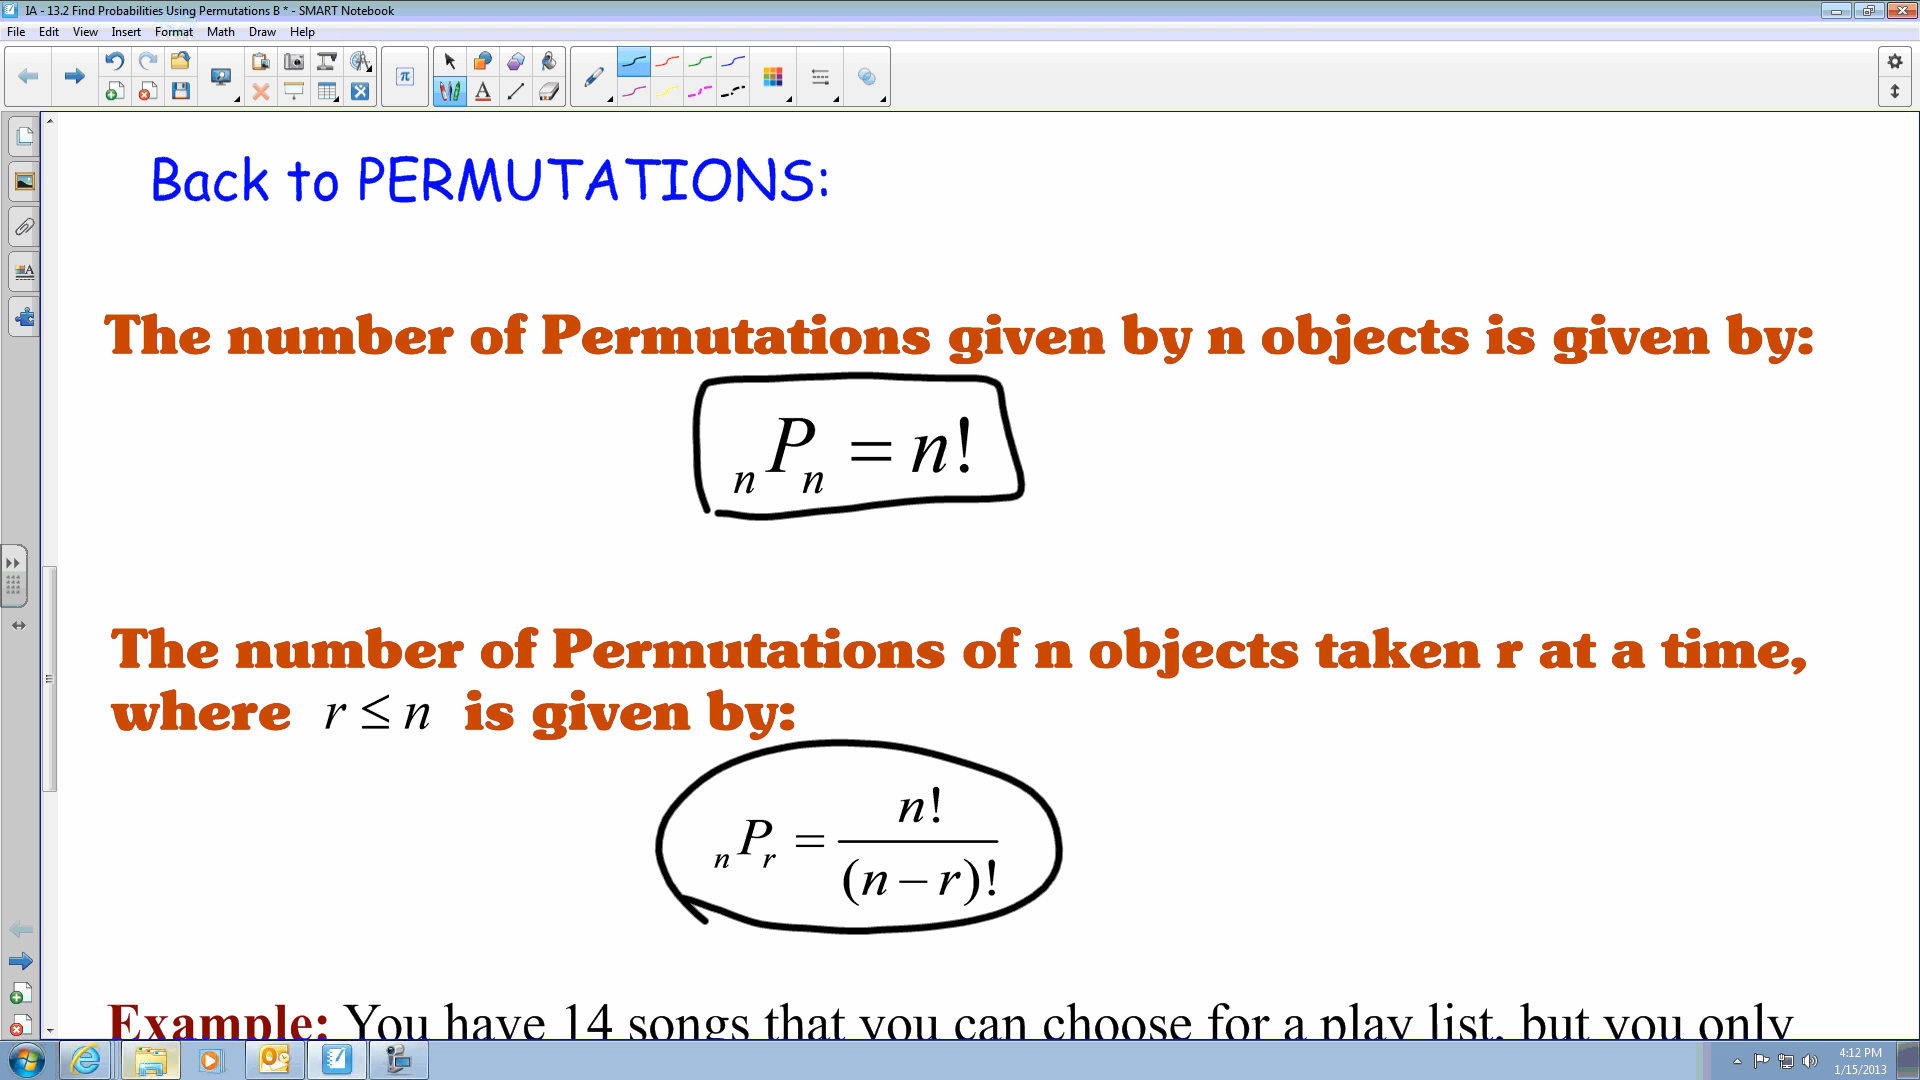 IA - 13.2 Find Probabilities Using Permutations B * - SMART Notebook
File Edit View Insert Format Math Draw Help
Back to PERMUTATIONS:
The number of Permutations given by n objects is given by:
nPn = n!
The number of Permutations of n objects taken r at a time,
where r ≤ n is given by:
nPr = n! / (n − r)!
Example: You have 14 songs that you can choose for a play list, but you only
4:12 PM
1/15/2013